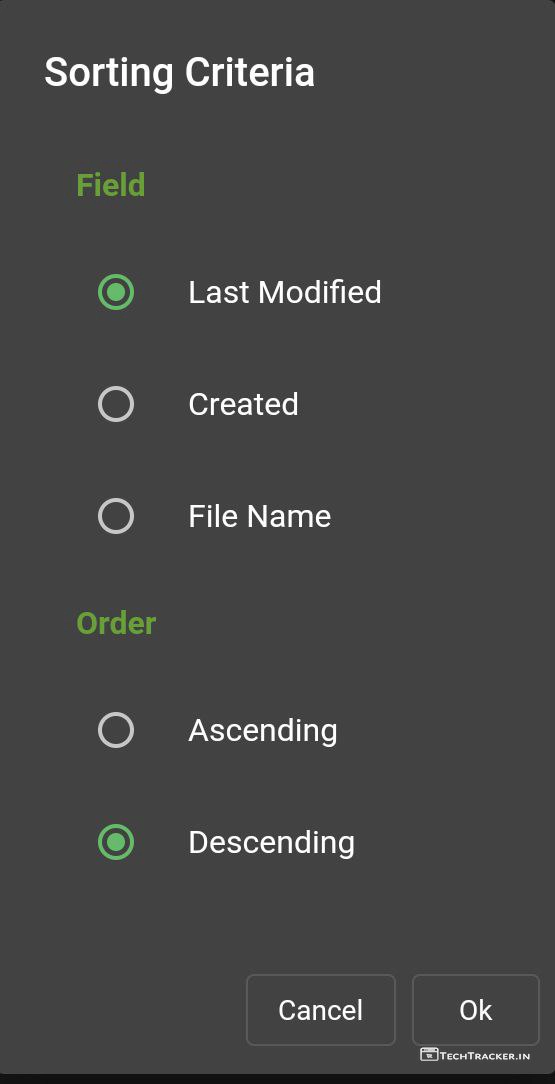 Sorting Criteria
Field
Last Modified
Created
File Name
Order
Ascending
Descending
Cancel
Ok
TECHTRACKER.IN